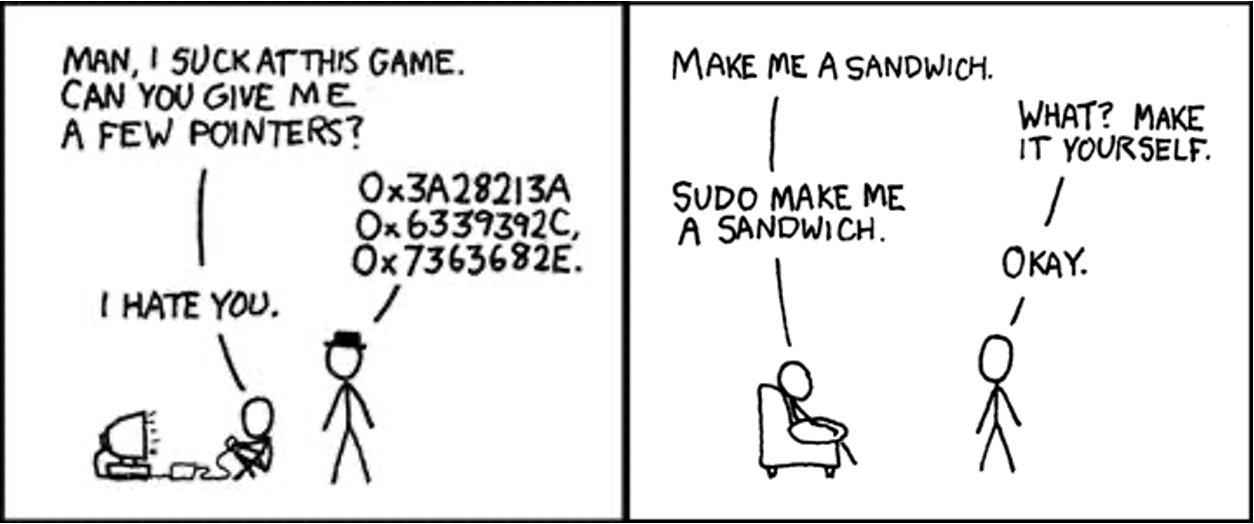 MAN, I SUCK AT THIS GAME.
CAN YOU GIVE ME
A FEW POINTERS?
0x3A28213A
0x6339392C,
0x7363682E.
I HATE YOU.
MAKE ME A SANDWICH.
WHAT? MAKE
IT YOURSELF.
SUDO MAKE ME
A SANDWICH.
OKAY.